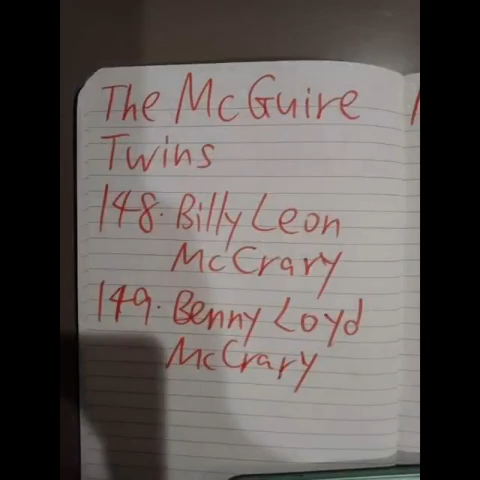 The McGuire
Twins
148. Billy Leon
McCrary
149. Benny Loyd
McCrary